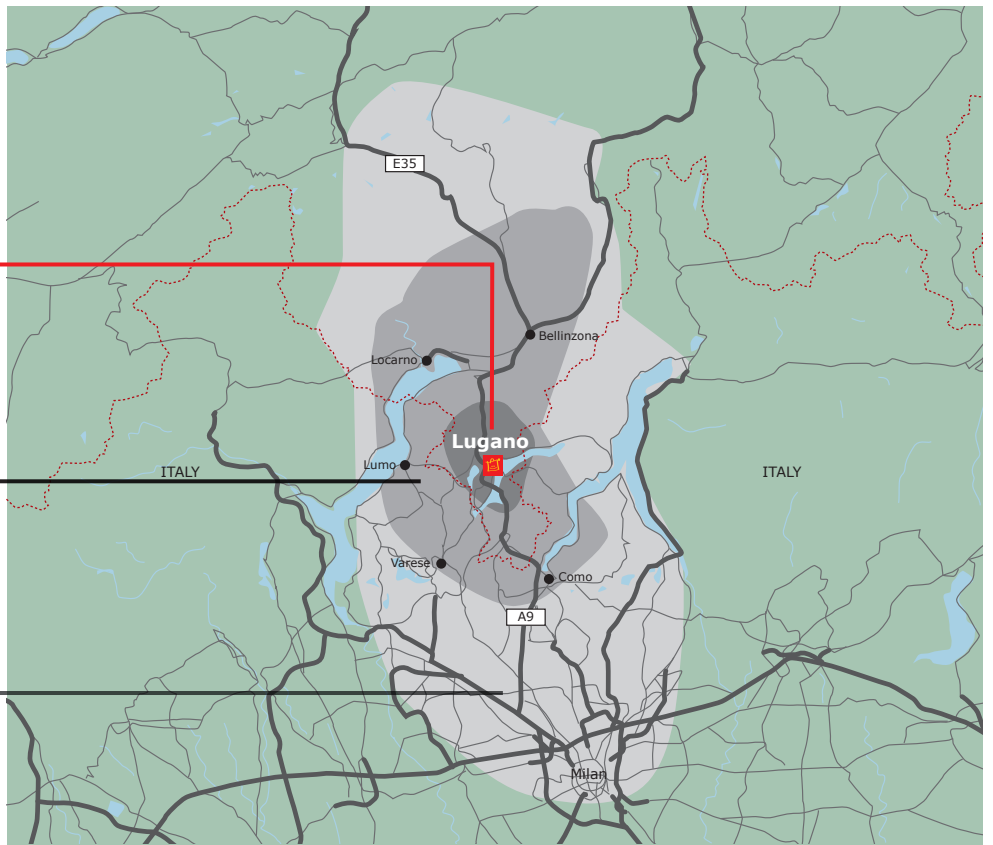 E35
Bellinzona
Locarno
Lugano
Lumo
ITALY
ITALY
Varese
Como
A9
Milan